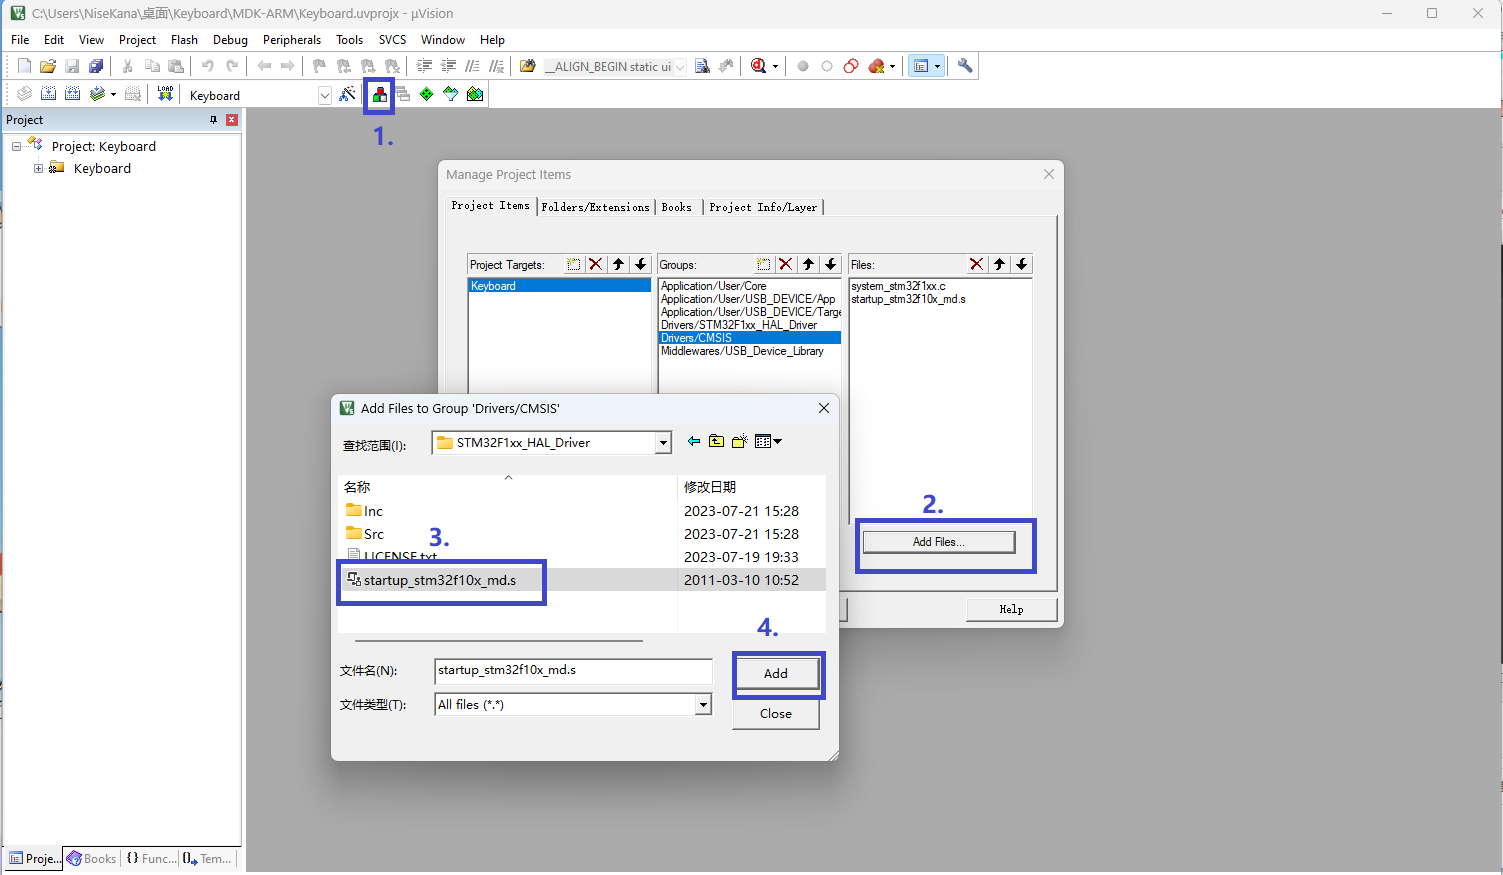 C:\Users\NiseKana\桌面\Keyboard\MDK-ARM\Keyboard.uvprojx - µVision
File Edit View Project Flash Debug Peripherals Tools SVCS Window Help
__ALIGN_BEGIN static ui
LOAD
Keyboard
1.
Project
Project: Keyboard
Keyboard
Manage Project Items
Project Items Folders/Extensions Books Project Info/Layer
Project Targets: Groups: Files:
Keyboard
Application/User/Core
Application/User/USB_DEVICE/App
Application/User/USB_DEVICE/Targe
Drivers/STM32F1xx_HAL_Driver
Drivers/CMSIS
Middlewares/USB_Device_Library
system_stm32f1xx.c
startup_stm32f10x_md.s
2.
Add Files...
Help
Add Files to Group 'Drivers/CMSIS'
查找范围(I): STM32F1xx_HAL_Driver
名称 修改日期
Inc 2023-07-21 15:28
Src 2023-07-21 15:28
3.
LICENSE.txt 2023-07-19 19:33
startup_stm32f10x_md.s 2011-03-10 10:52
4.
文件名(N): startup_stm32f10x_md.s Add
文件类型(T): All files (*.*) Close
Proje... Books {} Func... Tem...